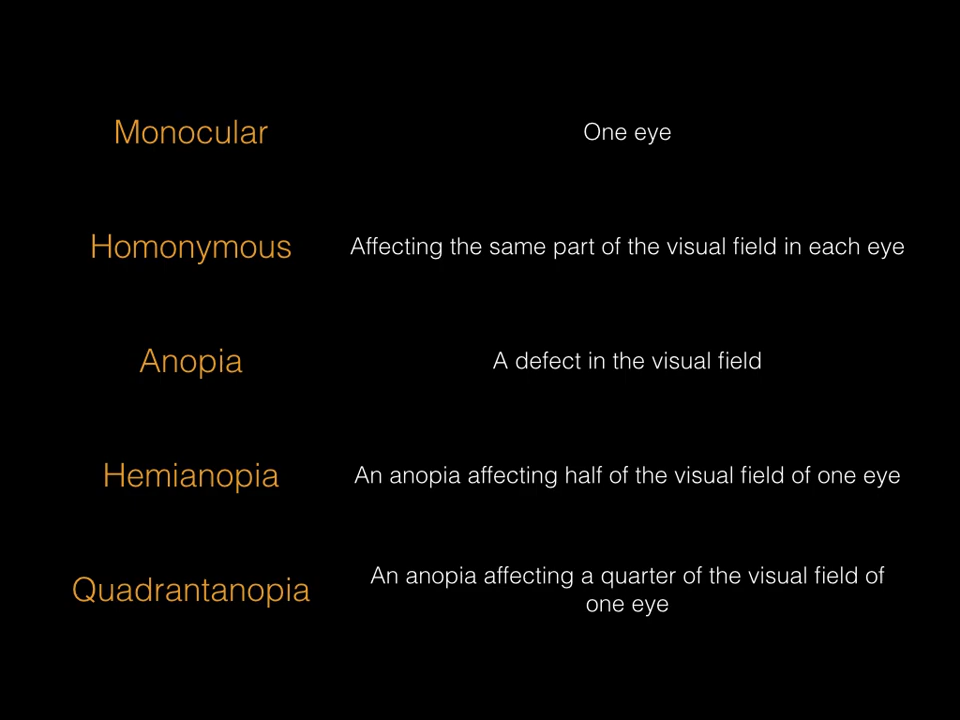 Monocular
One eye
Homonymous
Affecting the same part of the visual field in each eye
Anopia
A defect in the visual field
Hemianopia
An anopia affecting half of the visual field of one eye
Quadrantanopia
An anopia affecting a quarter of the visual field of
one eye